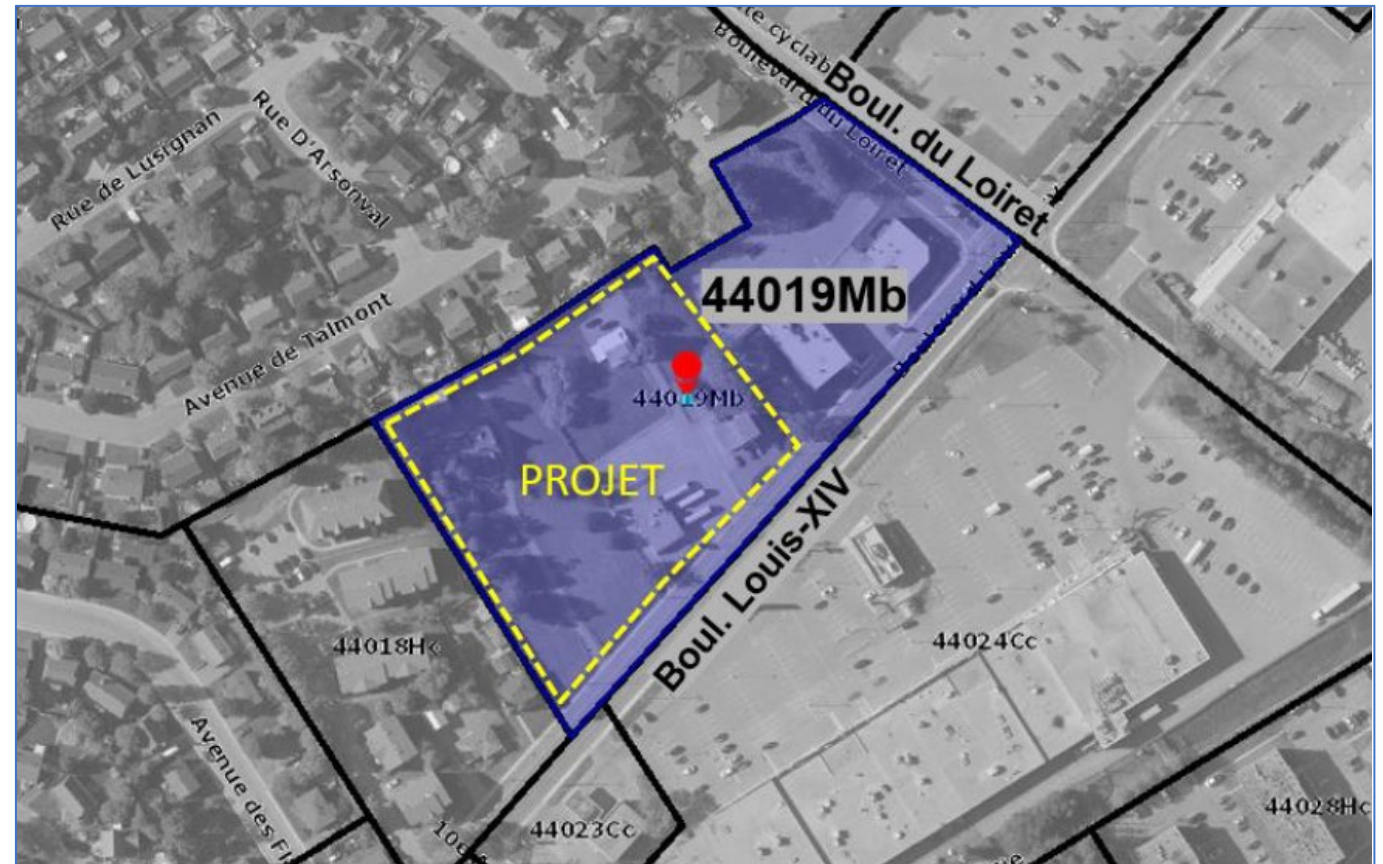 Boul. du Loiret
Boulevard du Loiret
Rue de Lusignan
Rue D'Arsonval
44019Mb
Avenue de Talmont
44019Mb
PROJET
Boul. Louis-XIV
44018Hc
44024Cc
Avenue des
44023Cc
44028Hc